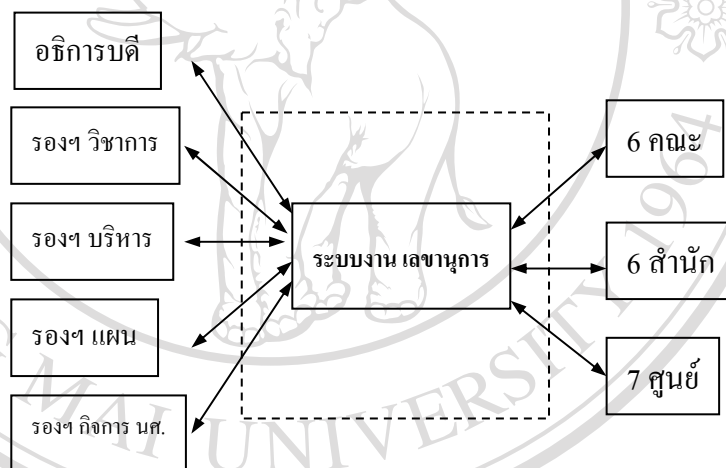 อธิการบดี
รองฯ วิชาการ
รองฯ บริหาร
รองฯ แผน
รองฯ กิจการ นศ.
ระบบงาน เลขานุการ
6 คณะ
6 สำนัก
7 ศูนย์
MAI UNIVERSITY 1964